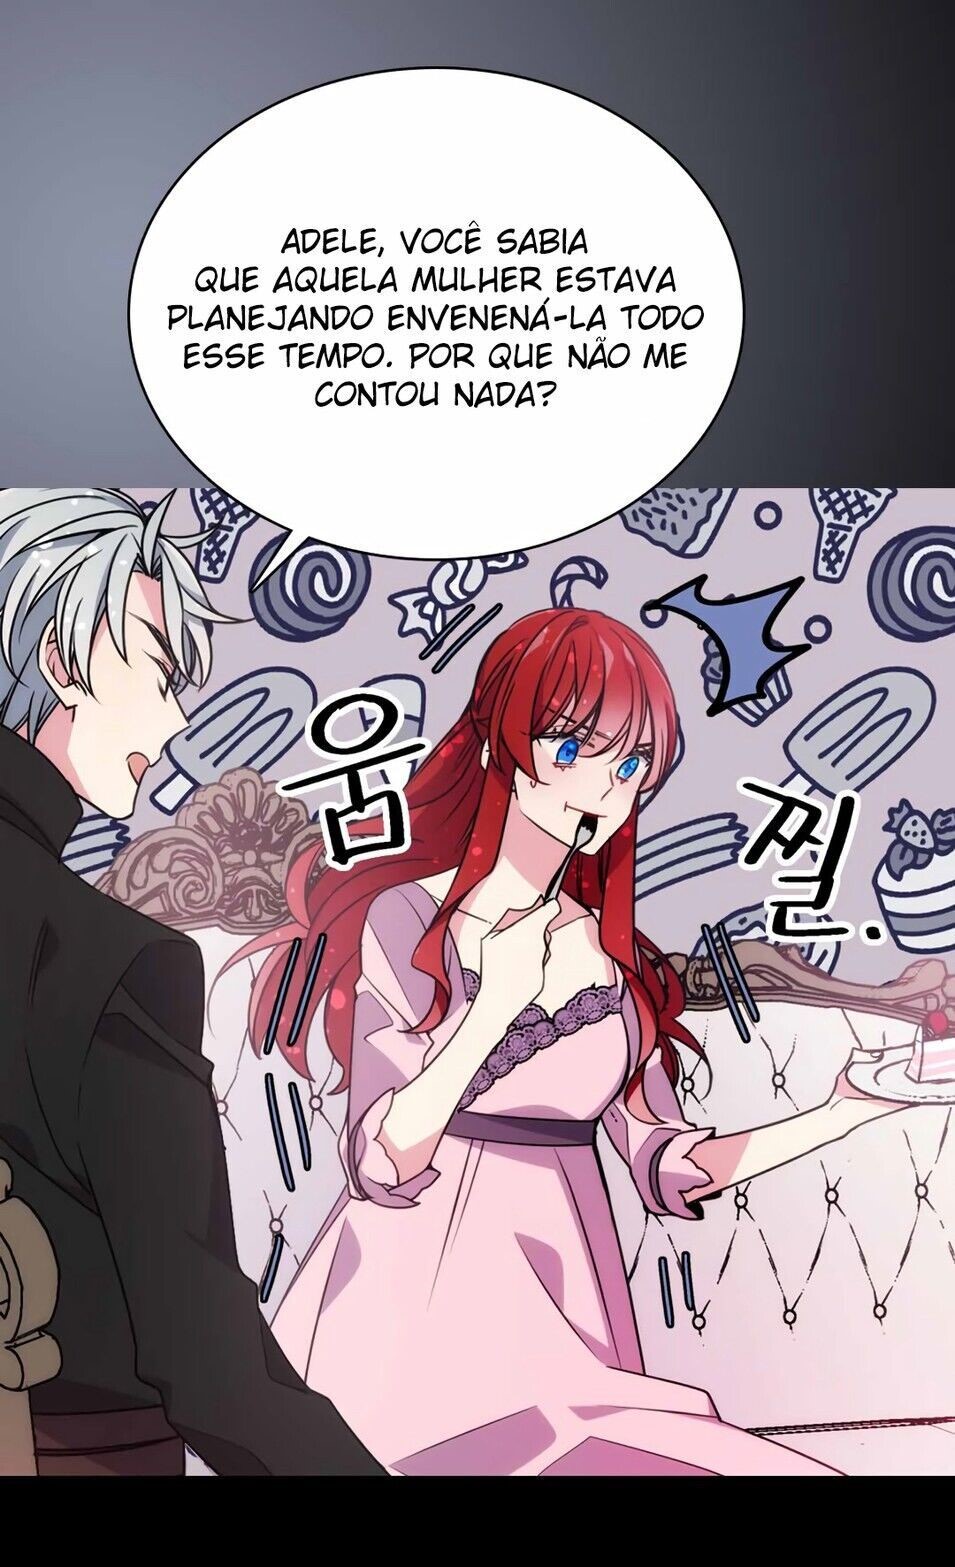 ADELE, VOCÊ SABIA
QUE AQUELA MULHER ESTAVA
PLANEJANDO ENVENENÁ-LA TODO
ESSE TEMPO. POR QUE NÃO ME
CONTOU NADA?
움
찔.